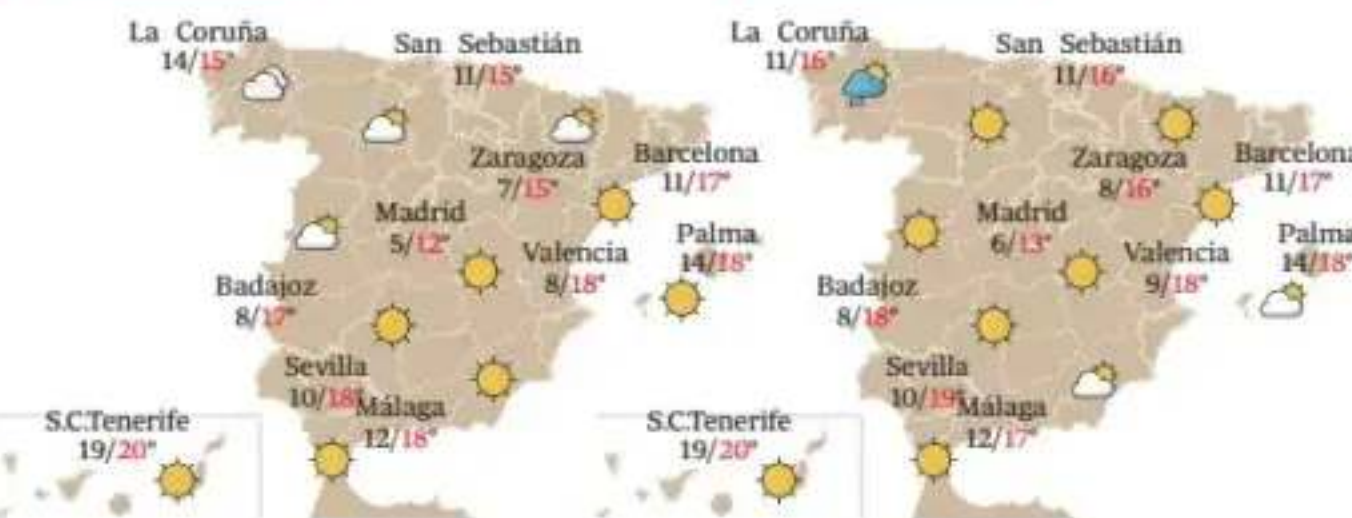 La Coruña
14/15°
San Sebastián
11/15°
Zaragoza
7/15°
Barcelona
11/17°
Madrid
5/12°
Valencia
8/18°
Palma
14/18°
Badajoz
8/17°
Sevilla
10/18°
Málaga
12/18°
S.C.Tenerife
19/20°
La Coruña
11/16°
San Sebastián
11/16°
Zaragoza
8/16°
Barcelona
11/17°
Madrid
6/13°
Valencia
9/18°
Palma
14/18°
Badajoz
8/18°
Sevilla
10/19°
Málaga
12/17°
S.C.Tenerife
19/20°